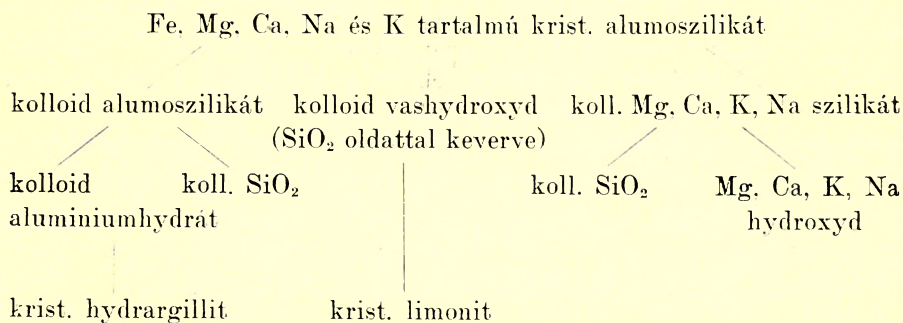 Fe, Mg, Ca, Na és K tartalmú krist. alumoszilikát
kolloid alumoszilikát kolloid vashydroxyd koll. Mg, Ca, K, Na szilikát
(SiO₂ oldattal keverve)
kolloid koll. SiO₂ koll. SiO₂ Mg, Ca, K, Na
aluminiumhydrát hydroxyd
krist. hydrargillit krist. limonit